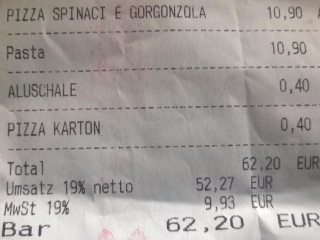 PIZZA SPINACI E GORGONZOLA 10,90
Pasta 10,90
ALUSCHALE 0,40
PIZZA KARTON 0,40
Total 62,20 EUR
Umsatz 19% netto 52,27 EUR
MwSt 19% 9,93 EUR
Bar 62,20 EUR